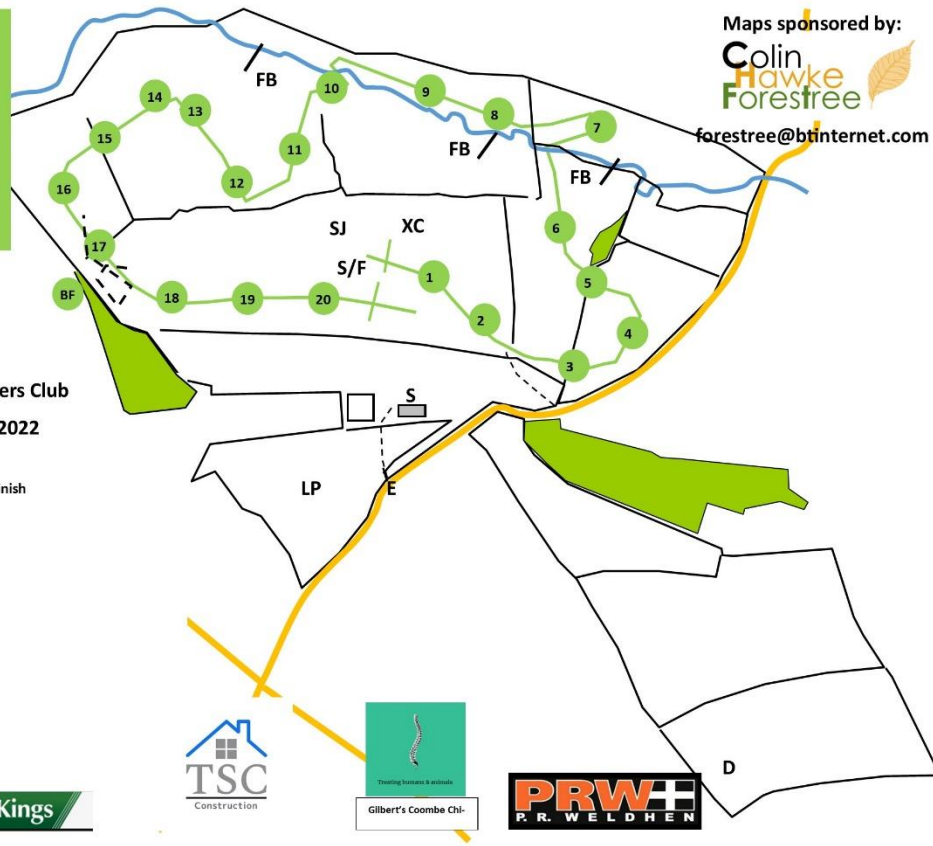 Maps sponsored by:
Colin
Hawke
Forestree
forestree@btinternet.com
FB
FB
FB
14
13
15
16
12
11
10
9
8
7
6
5
4
3
2
1
17
18
19
20
BF
SJ
XC
S/F
ers Club
2022
inish
S
LP
E
D
TSC
Construction
Treating humans & animals
Gilbert's Coombe Chi-
PRW
P. R. WELDHEN
Kings